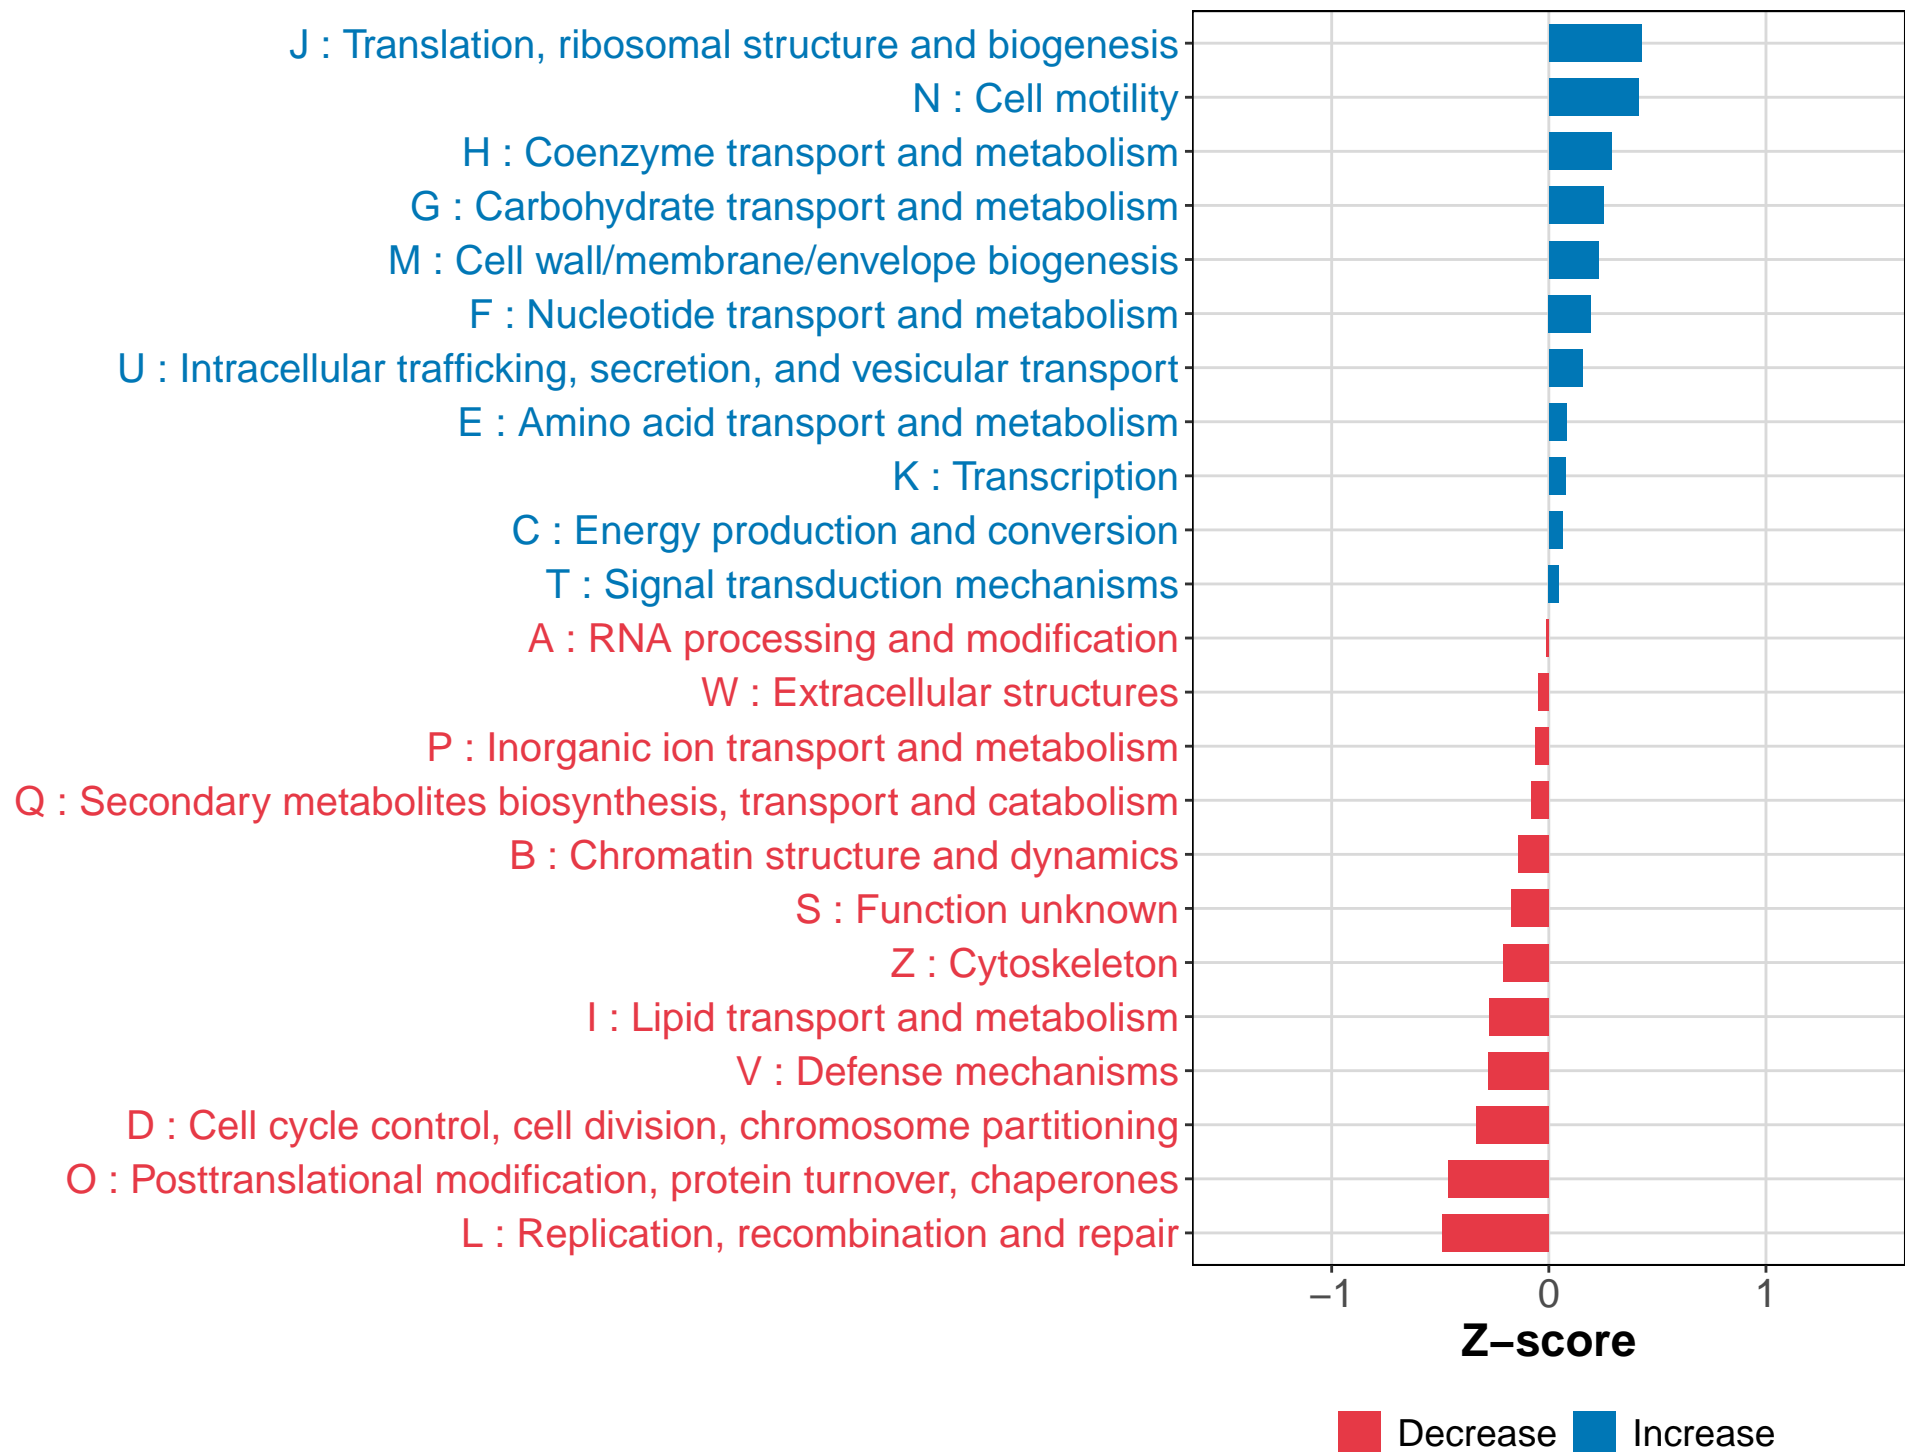 J : Translation, ribosomal structure and biogenesis
N : Cell motility
H : Coenzyme transport and metabolism
G : Carbohydrate transport and metabolism
M : Cell wall/membrane/envelope biogenesis
F : Nucleotide transport and metabolism
U : Intracellular trafficking, secretion, and vesicular transport
E : Amino acid transport and metabolism
K : Transcription
C : Energy production and conversion
T : Signal transduction mechanisms
A : RNA processing and modification
W : Extracellular structures
P : Inorganic ion transport and metabolism
Q : Secondary metabolites biosynthesis, transport and catabolism
B : Chromatin structure and dynamics
S : Function unknown
Z : Cytoskeleton
I : Lipid transport and metabolism
V : Defense mechanisms
D : Cell cycle control, cell division, chromosome partitioning
O : Posttranslational modification, protein turnover, chaperones
L : Replication, recombination and repair
−1 0 1
Z−score
Decrease Increase